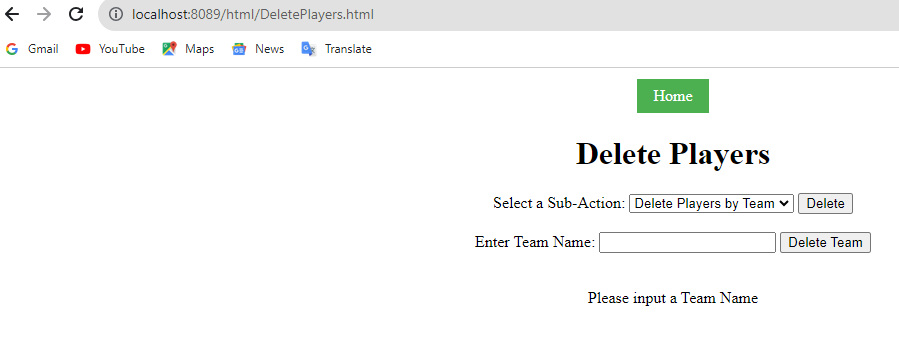 localhost:8089/html/DeletePlayers.html
Gmail YouTube Maps News Translate
Home
Delete Players
Select a Sub-Action: Delete Players by Team Delete
Enter Team Name: Delete Team
Please input a Team Name